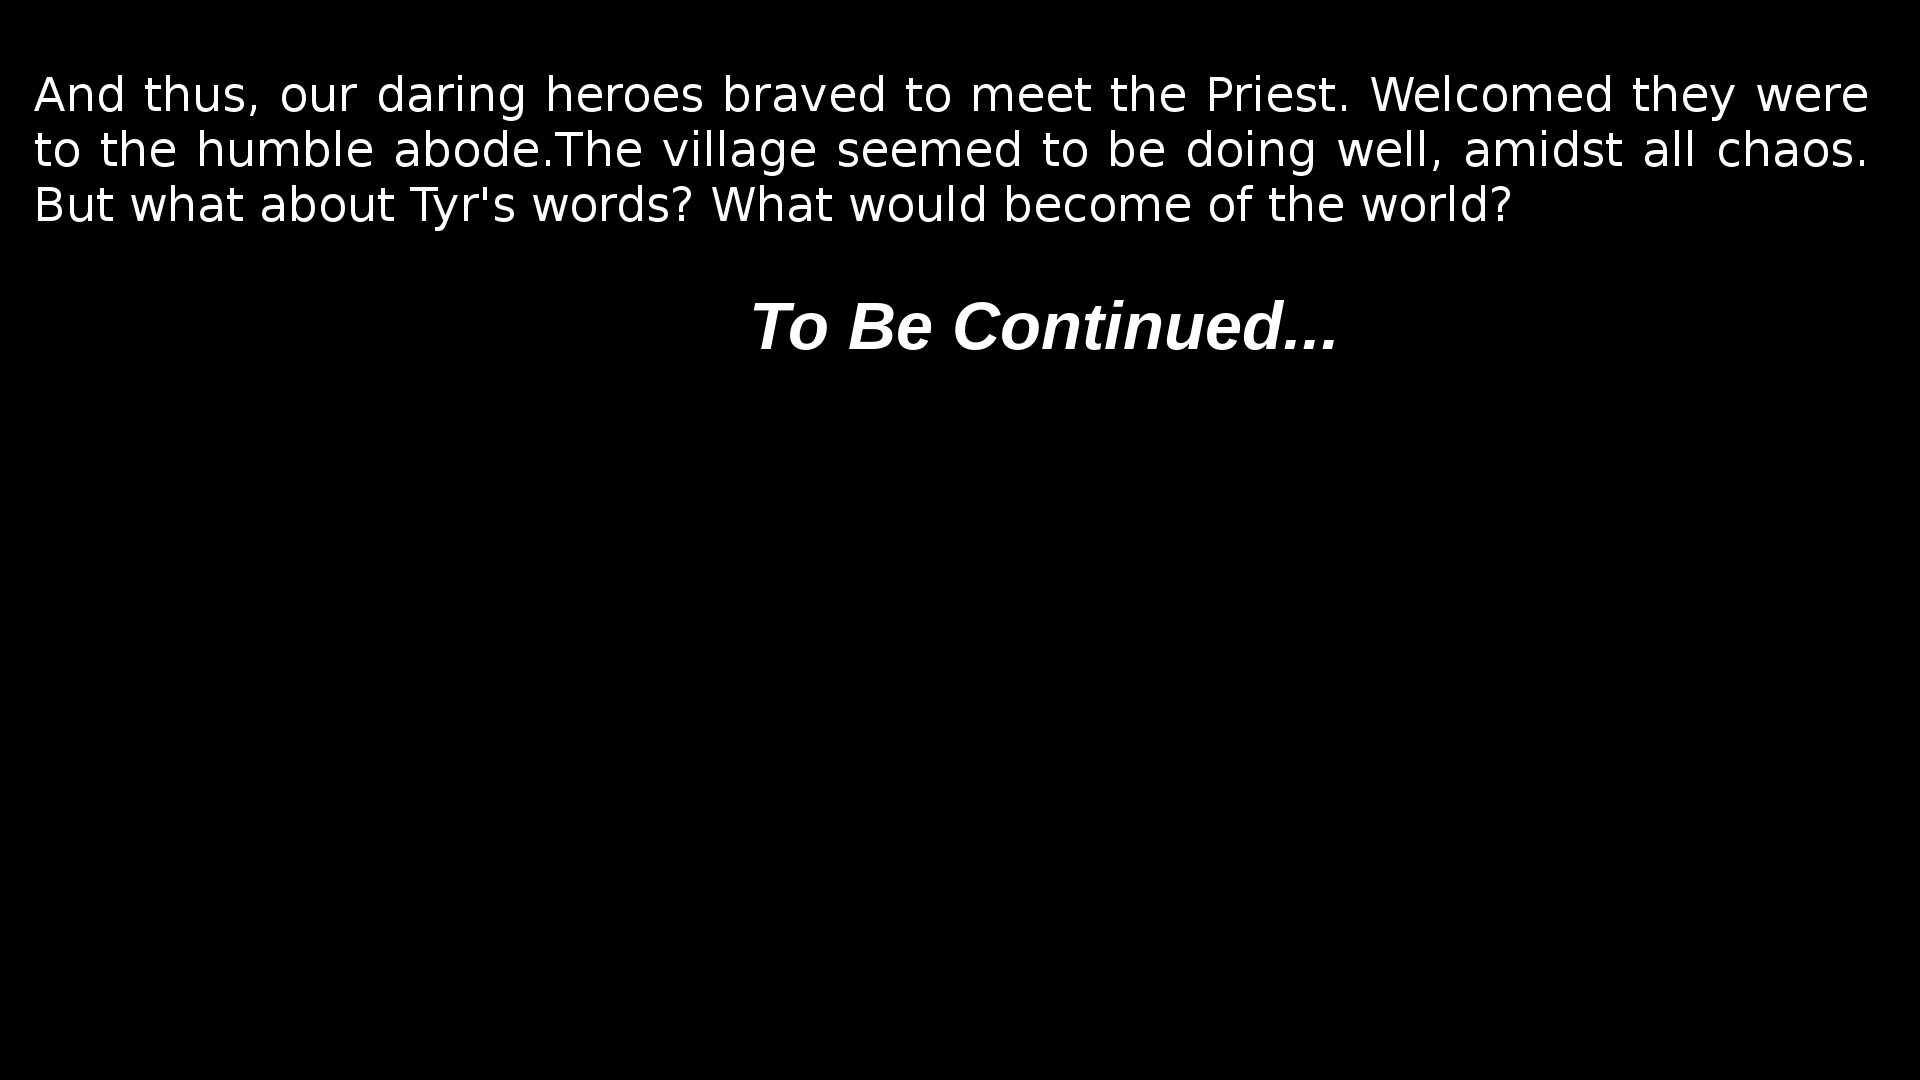 And thus, our daring heroes braved to meet the Priest. Welcomed they were
to the humble abode.The village seemed to be doing well, amidst all chaos.
But what about Tyr's words? What would become of the world?
To Be Continued...